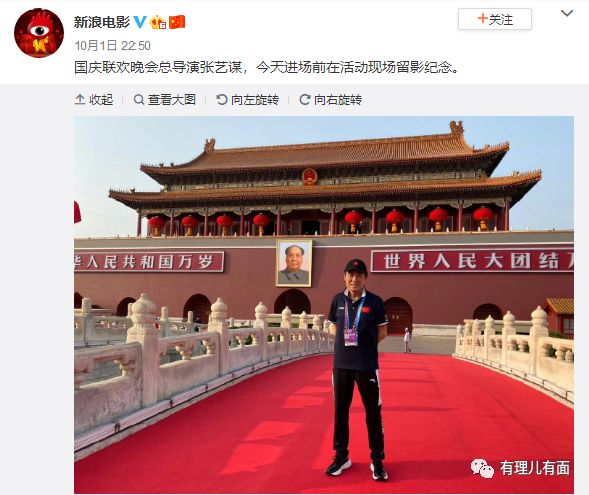 新浪电影
+关注
10月1日 22:50
国庆联欢晚会总导演张艺谋，今天进场前在活动现场留影纪念。
收起
查看大图
向左旋转
向右旋转
华人民共和国万岁
世界人民大团结万
有理儿有面